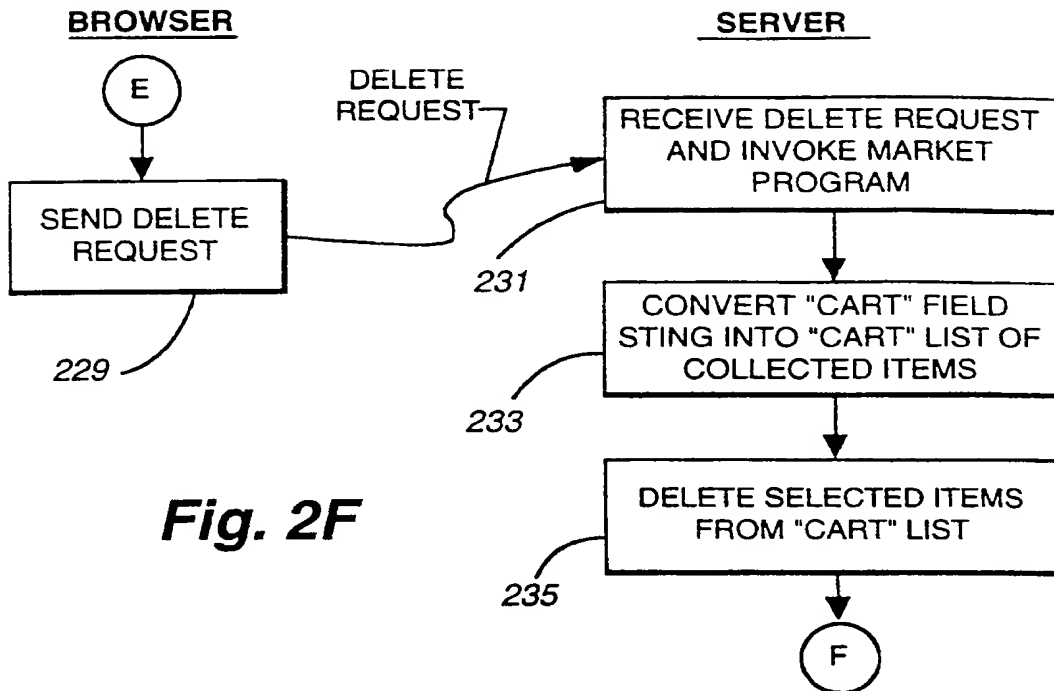 BROWSER
SERVER
E
DELETE
REQUEST
RECEIVE DELETE REQUEST
AND INVOKE MARKET
PROGRAM
SEND DELETE
REQUEST
231
229
CONVERT "CART" FIELD
STING INTO "CART" LIST OF
COLLECTED ITEMS
233
DELETE SELECTED ITEMS
FROM "CART" LIST
Fig. 2F
235
F